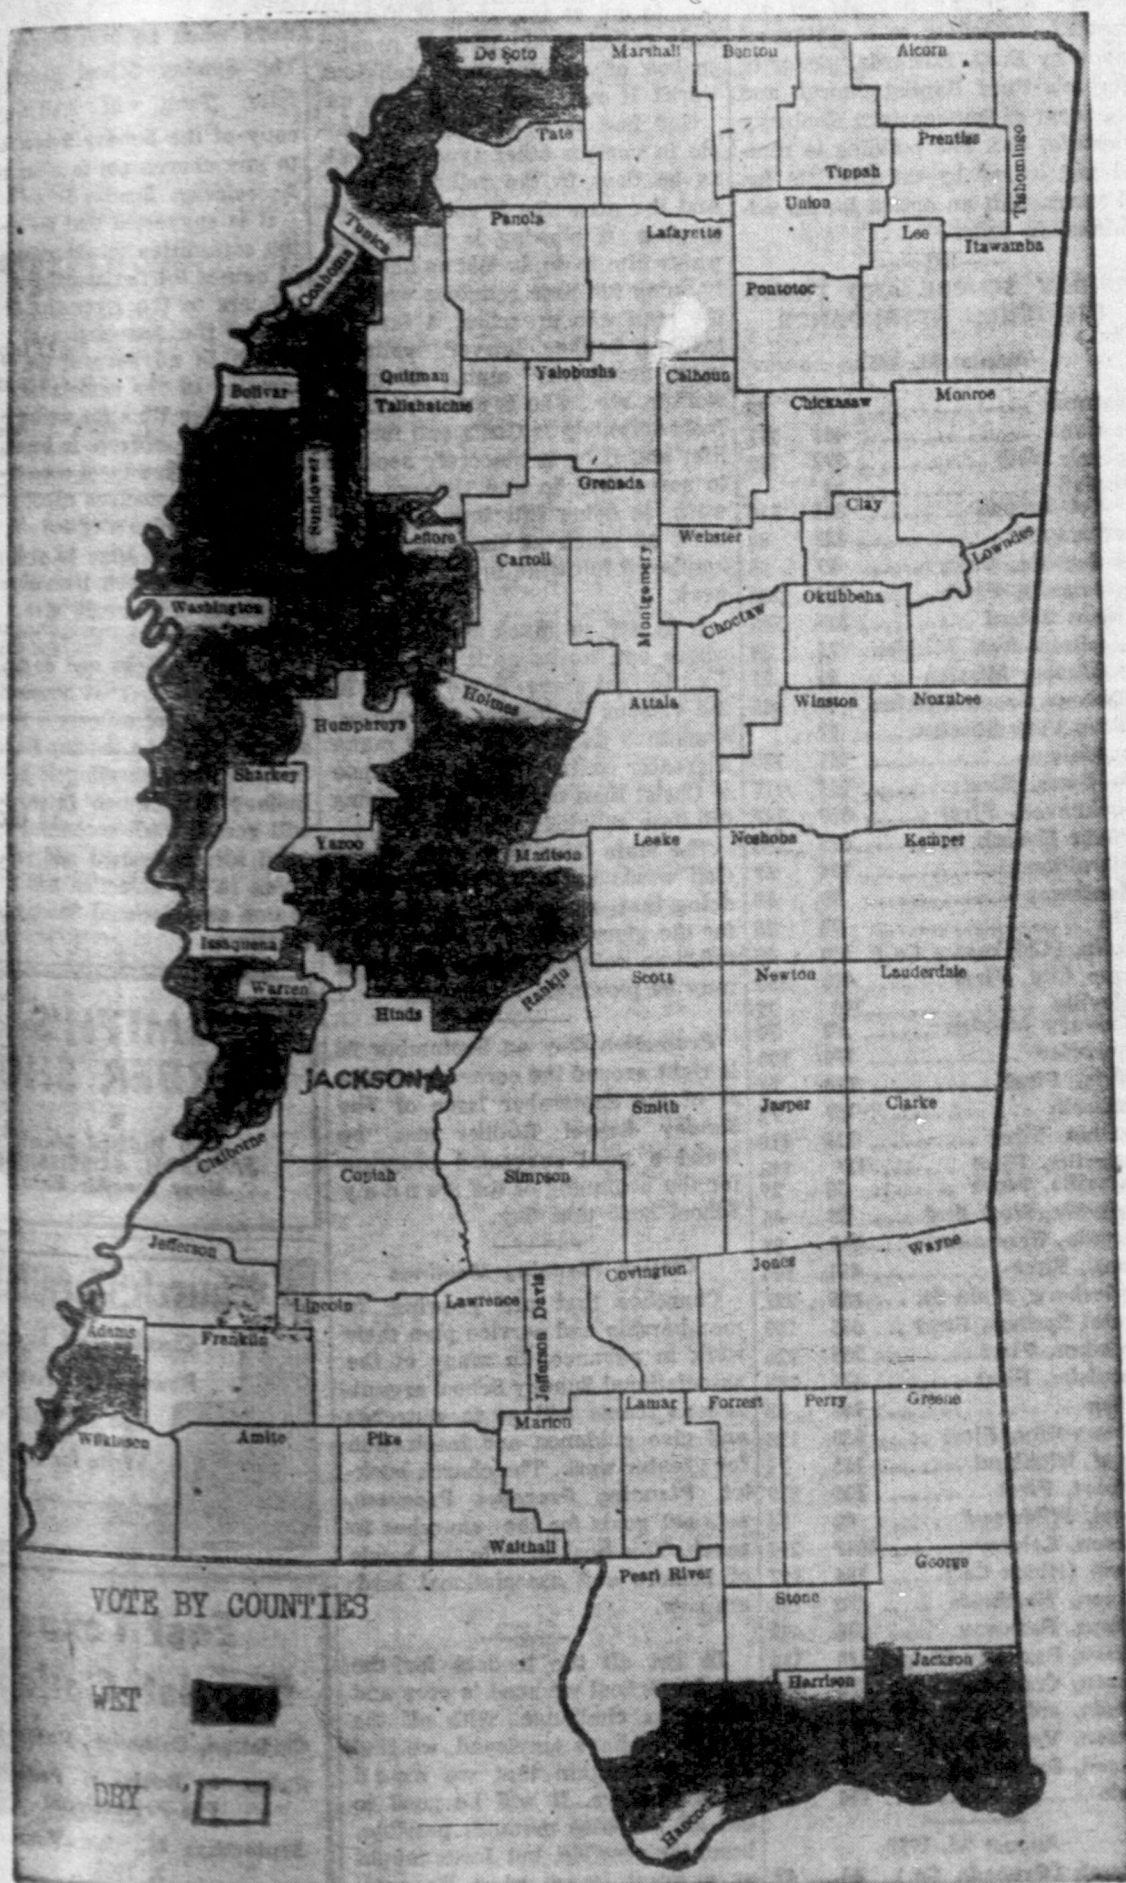 De Soto
Marshall
Benton
Alcorn
Tate
Tippah
Prentiss
Tishomingo
Tunica
Panola
Lafayette
Union
Lee
Itawamba
Coahoma
Pontotoc
Quitman
Yalobusha
Calhoun
Bolivar
Tallahatchie
Chickasaw
Monroe
Sunflower
Grenada
Clay
Leflore
Carroll
Montgomery
Webster
Lowndes
Washington
Choctaw
Oktibbeha
Holmes
Attala
Winston
Noxubee
Humphreys
Sharkey
Yazoo
Madison
Leake
Neshoba
Kemper
Issaquena
Warren
Hinds
Rankin
Scott
Newton
Lauderdale
JACKSON
Smith
Jasper
Clarke
Claiborne
Copiah
Simpson
Jefferson
Lincoln
Lawrence
Jefferson Davis
Covington
Jones
Wayne
Adams
Franklin
Wilkinson
Amite
Pike
Marion
Lamar
Forrest
Perry
Greene
Walthall
Pearl River
George
Stone
Harrison
Jackson
Hancock
VOTE BY COUNTIES
WET
DRY